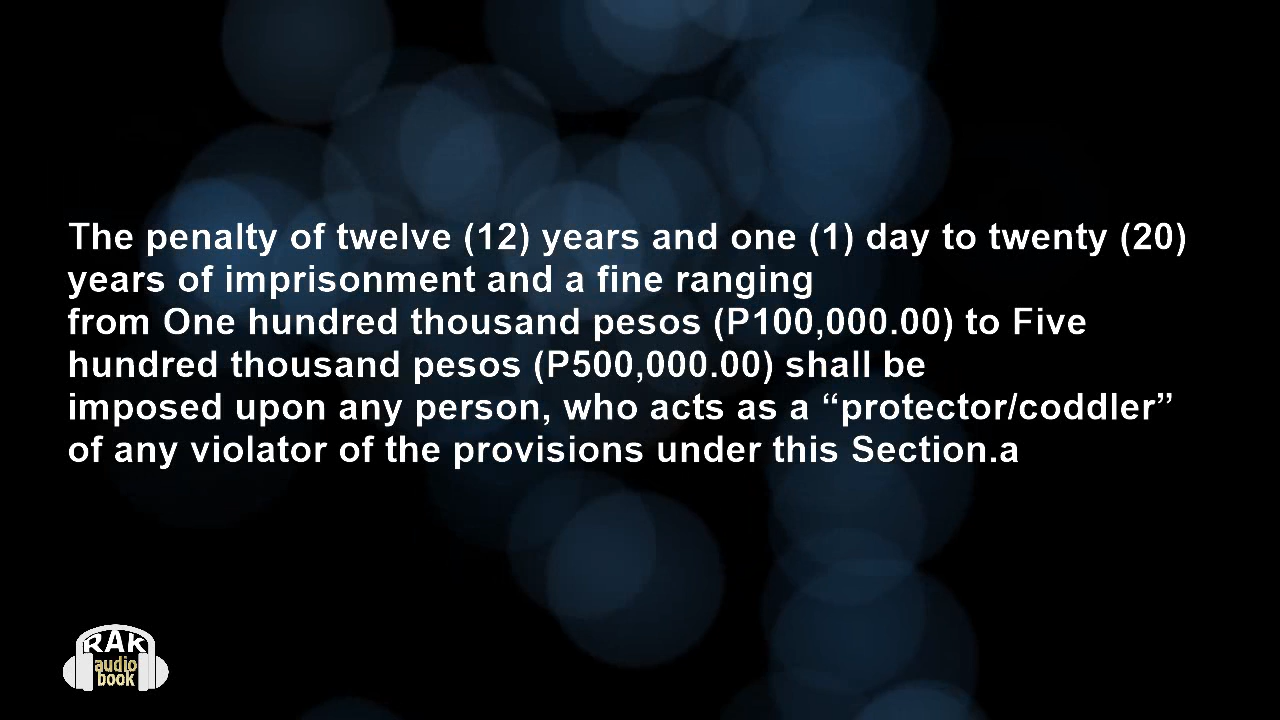 The penalty of twelve (12) years and one (1) day to twenty (20)
years of imprisonment and a fine ranging
from One hundred thousand pesos (P100,000.00) to Five
hundred thousand pesos (P500,000.00) shall be
imposed upon any person, who acts as a “protector/coddler”
of any violator of the provisions under this Section.a
RAK
audio
book